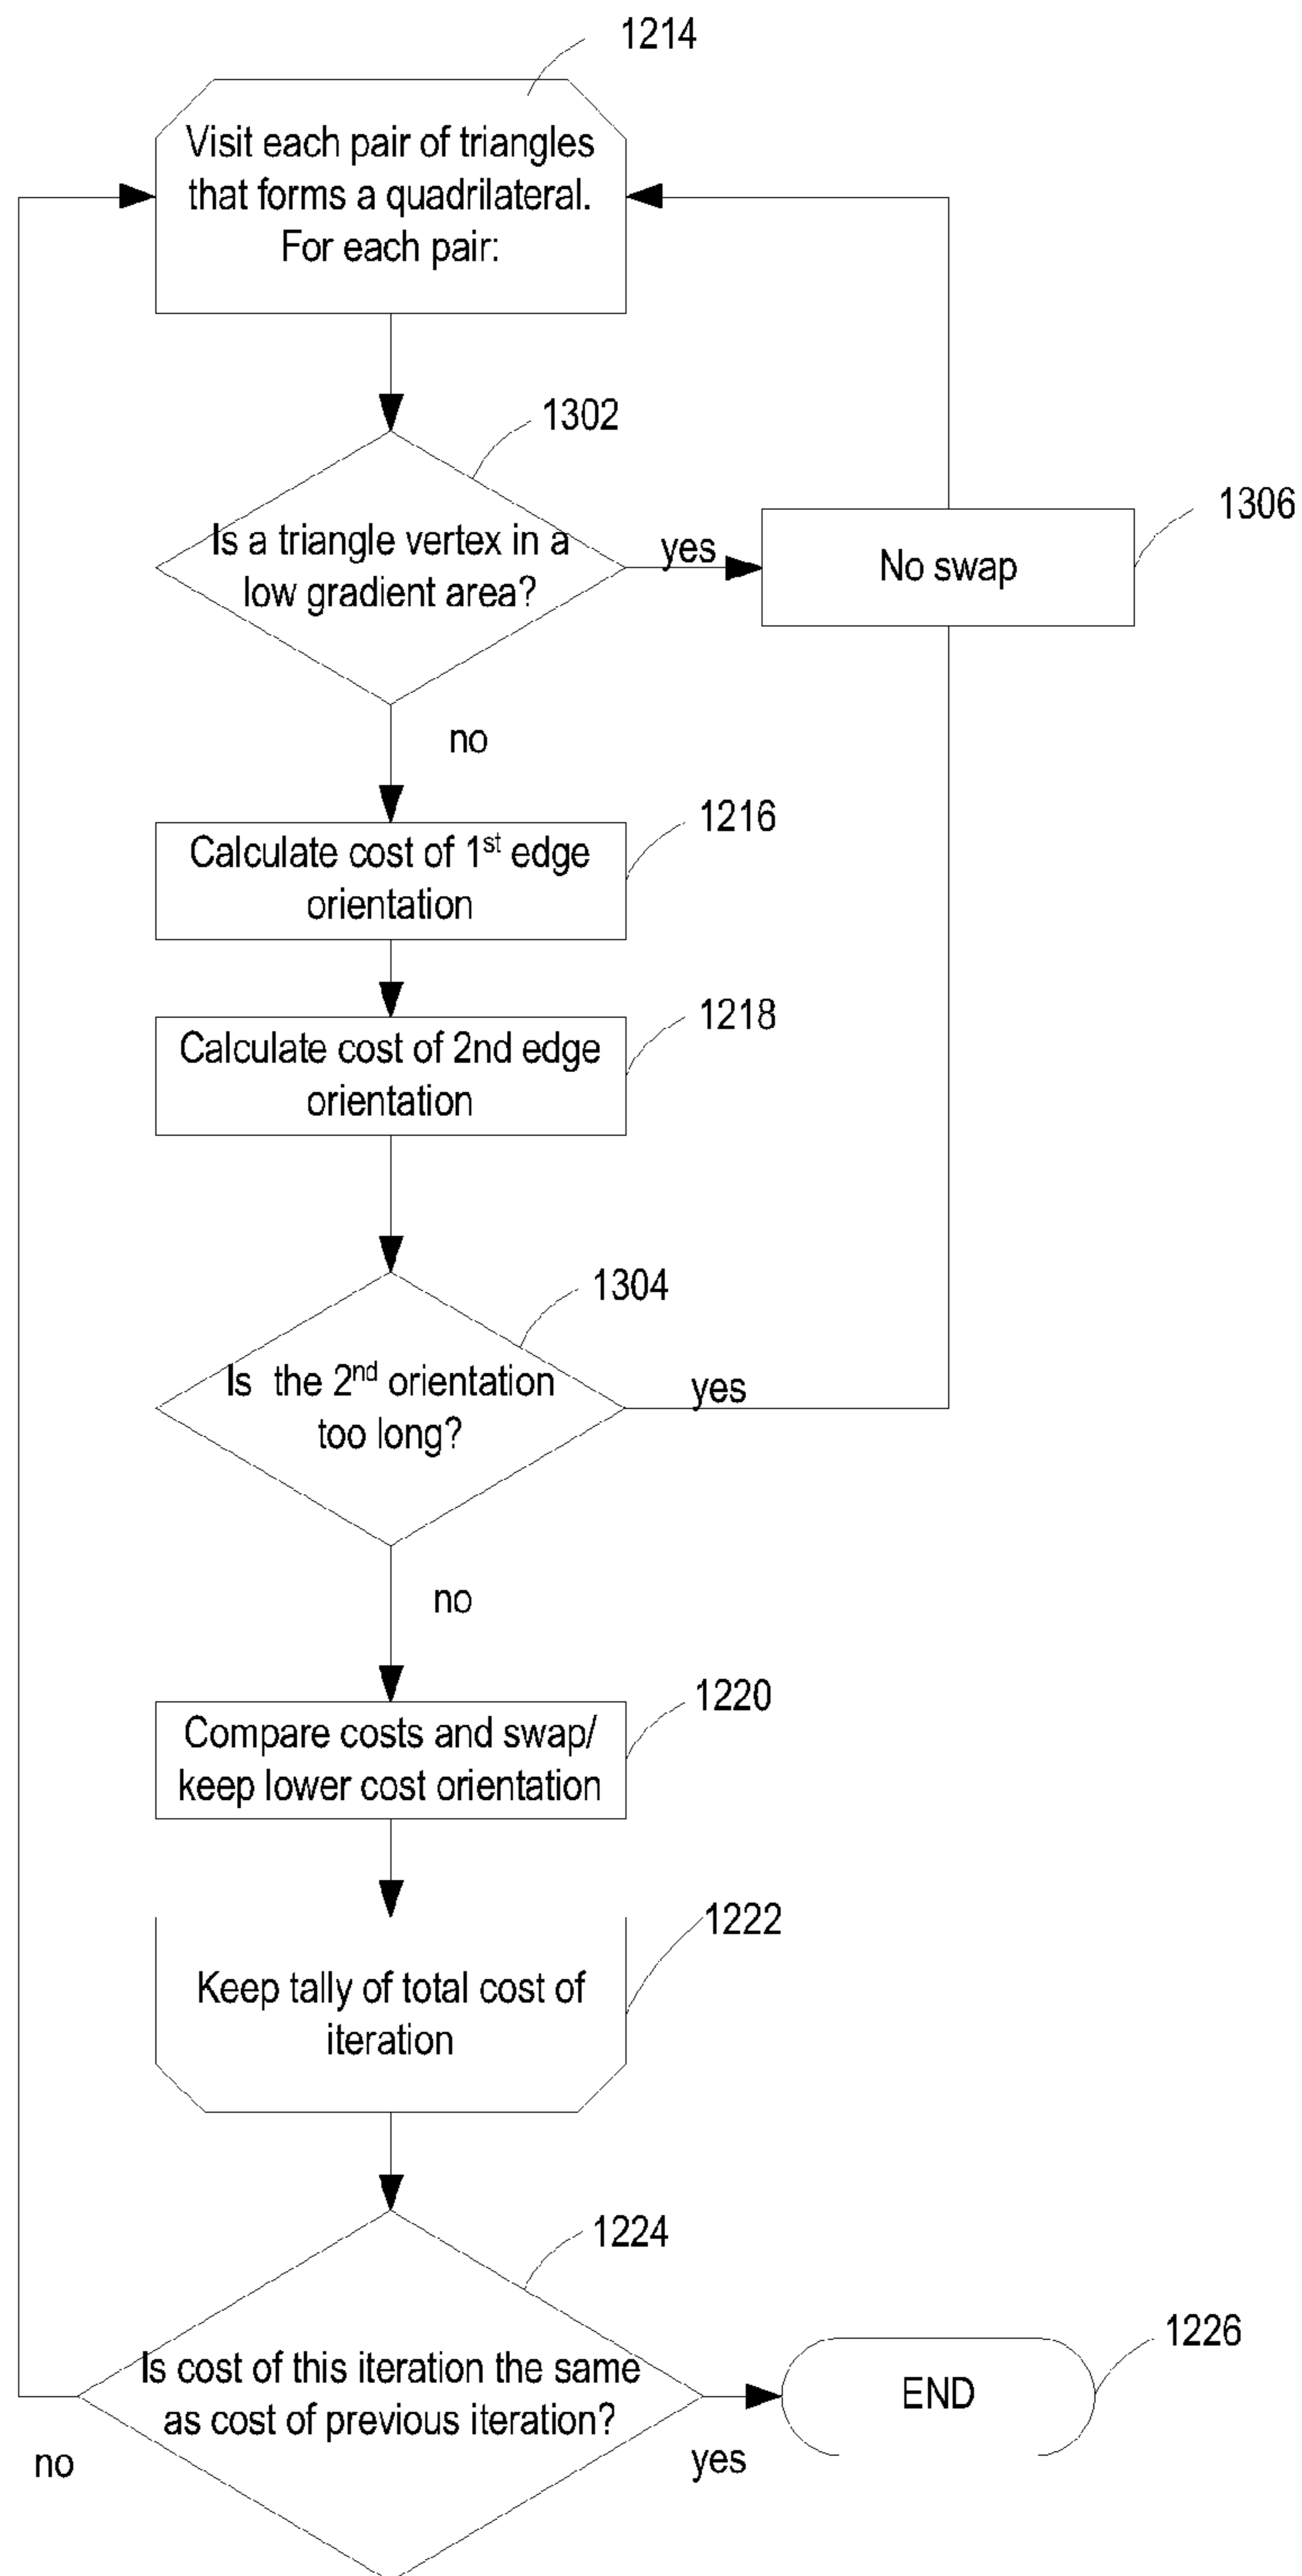 1214
Visit each pair of triangles
that forms a quadrilateral.
For each pair:
1302
Is a triangle vertex in a
low gradient area?
yes
1306
No swap
no
1216
Calculate cost of 1st edge
orientation
1218
Calculate cost of 2nd edge
orientation
1304
Is the 2nd orientation
too long?
yes
no
1220
Compare costs and swap/
keep lower cost orientation
1222
Keep tally of total cost of
iteration
1224
Is cost of this iteration the same
as cost of previous iteration?
1226
END
no
yes